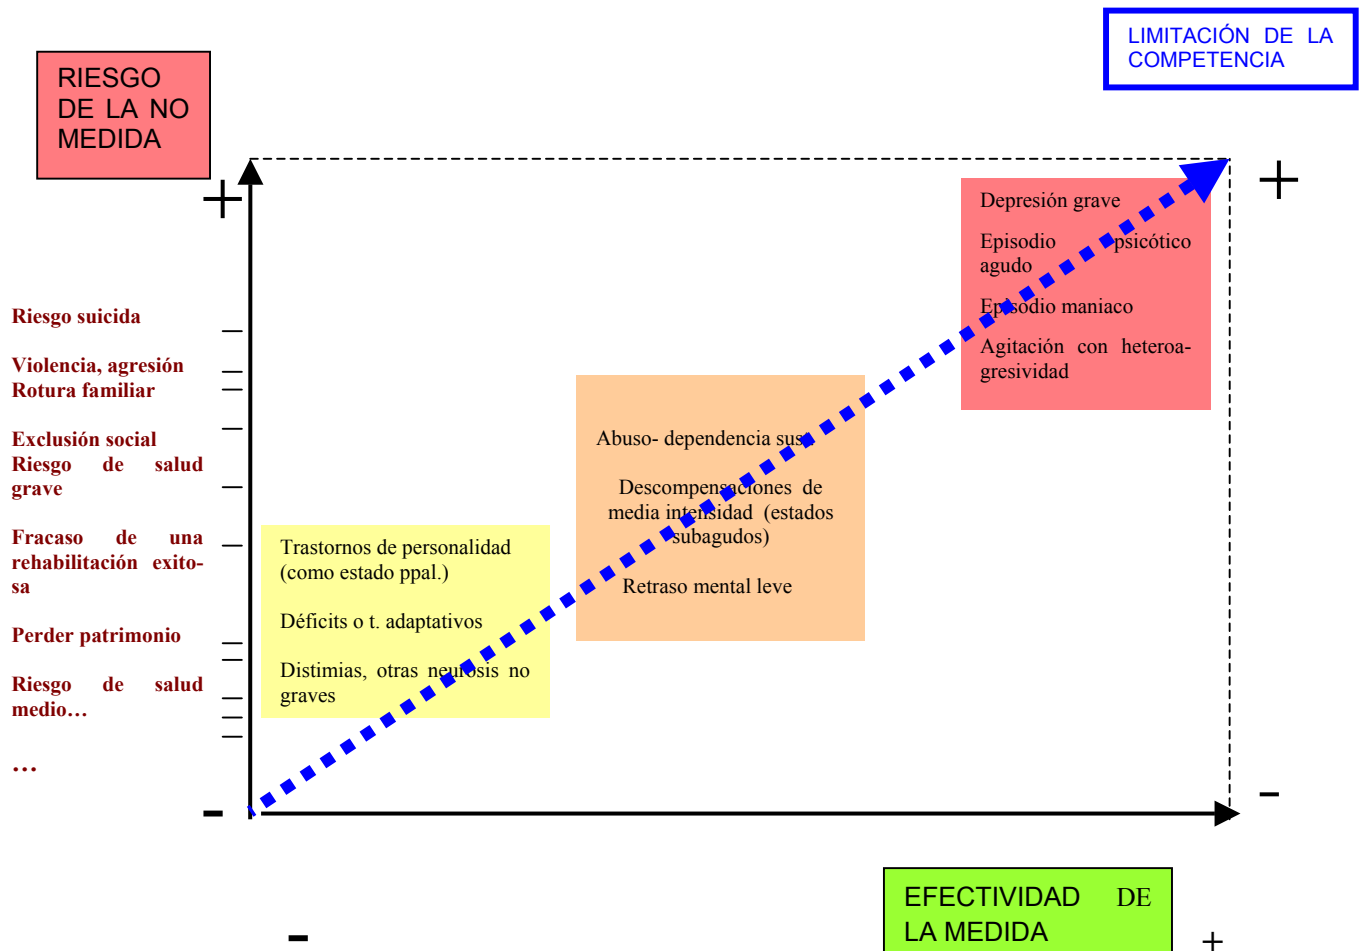 LIMITACIÓN DE LA
COMPETENCIA
RIESGO
DE LA NO
MEDIDA
+
+
Riesgo suicida
Violencia, agresión
Rotura familiar
Exclusión social
Riesgo de salud
grave
Fracaso de una
rehabilitación exito-
sa
Perder patrimonio
Riesgo de salud
medio…
…
Depresión grave
Episodio psicótico
agudo
Episodio maniaco
Agitación con heteroa-
gresividad
Abuso- dependencia
Descompensaciones de
media intensidad (estados
subagudos)
Retraso mental leve
Trastornos de personalidad
(como estado ppal.)
Déficits o t. adaptativos
Distimias, otras neurosis no
graves
-
-
EFECTIVIDAD DE
LA MEDIDA
-
+